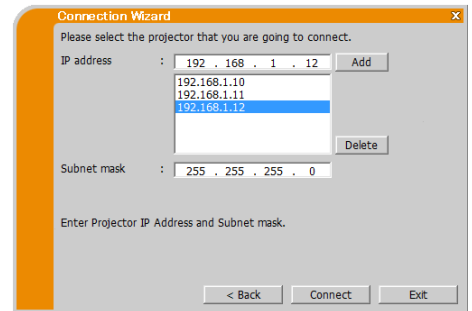 Connection Wizard x
Please select the projector that you are going to connect.
IP address : 192 . 168 . 1 . 12 Add
192.168.1.10
192.168.1.11
192.168.1.12
Delete
Subnet mask : 255 . 255 . 255 . 0
Enter Projector IP Address and Subnet mask.
< Back Connect Exit